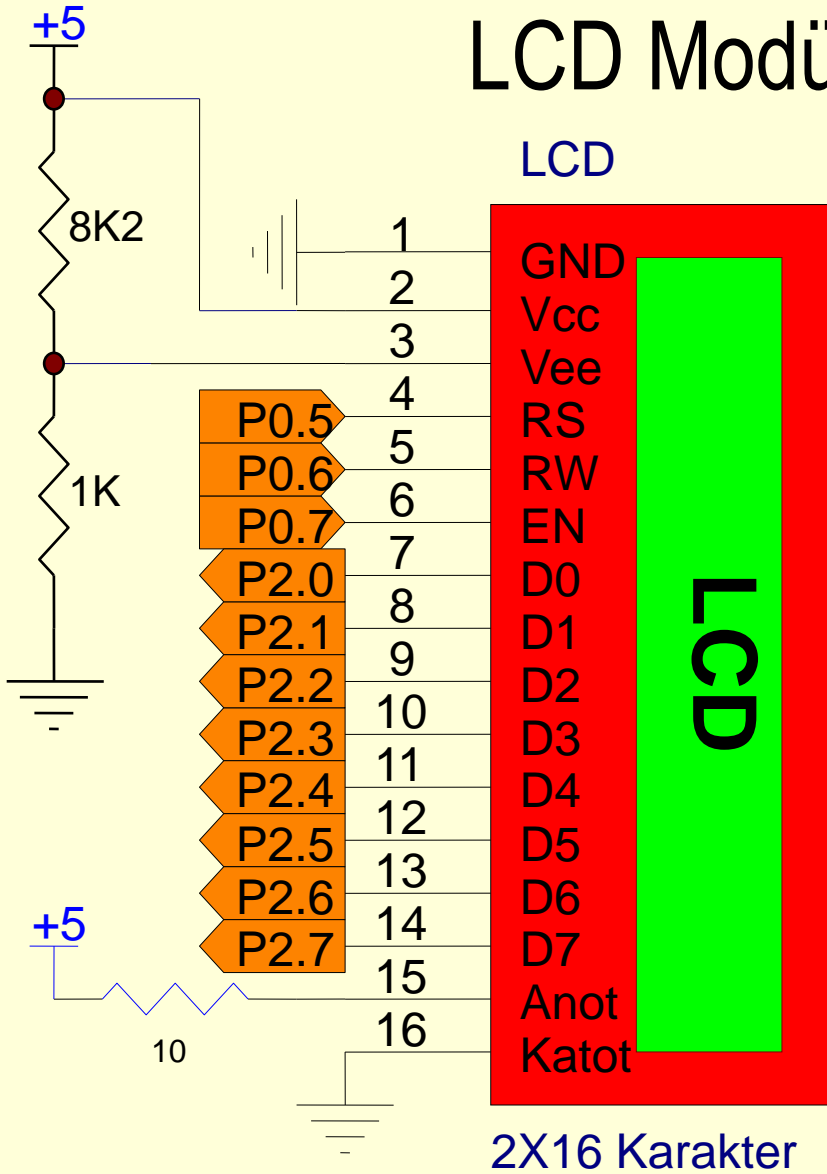 +5
LCD Modü
LCD
8K2
1 GND
2 Vcc
3 Vee
P0.5 4 RS
P0.6 5 RW
1K
P0.7 6 EN
P2.0 7 D0
P2.1 8 D1
P2.2 9 D2
P2.3 10 D3
P2.4 11 D4
P2.5 12 D5
P2.6 13 D6
+5
P2.7 14 D7
15 Anot
10
16 Katot
LCD
2X16 Karakter